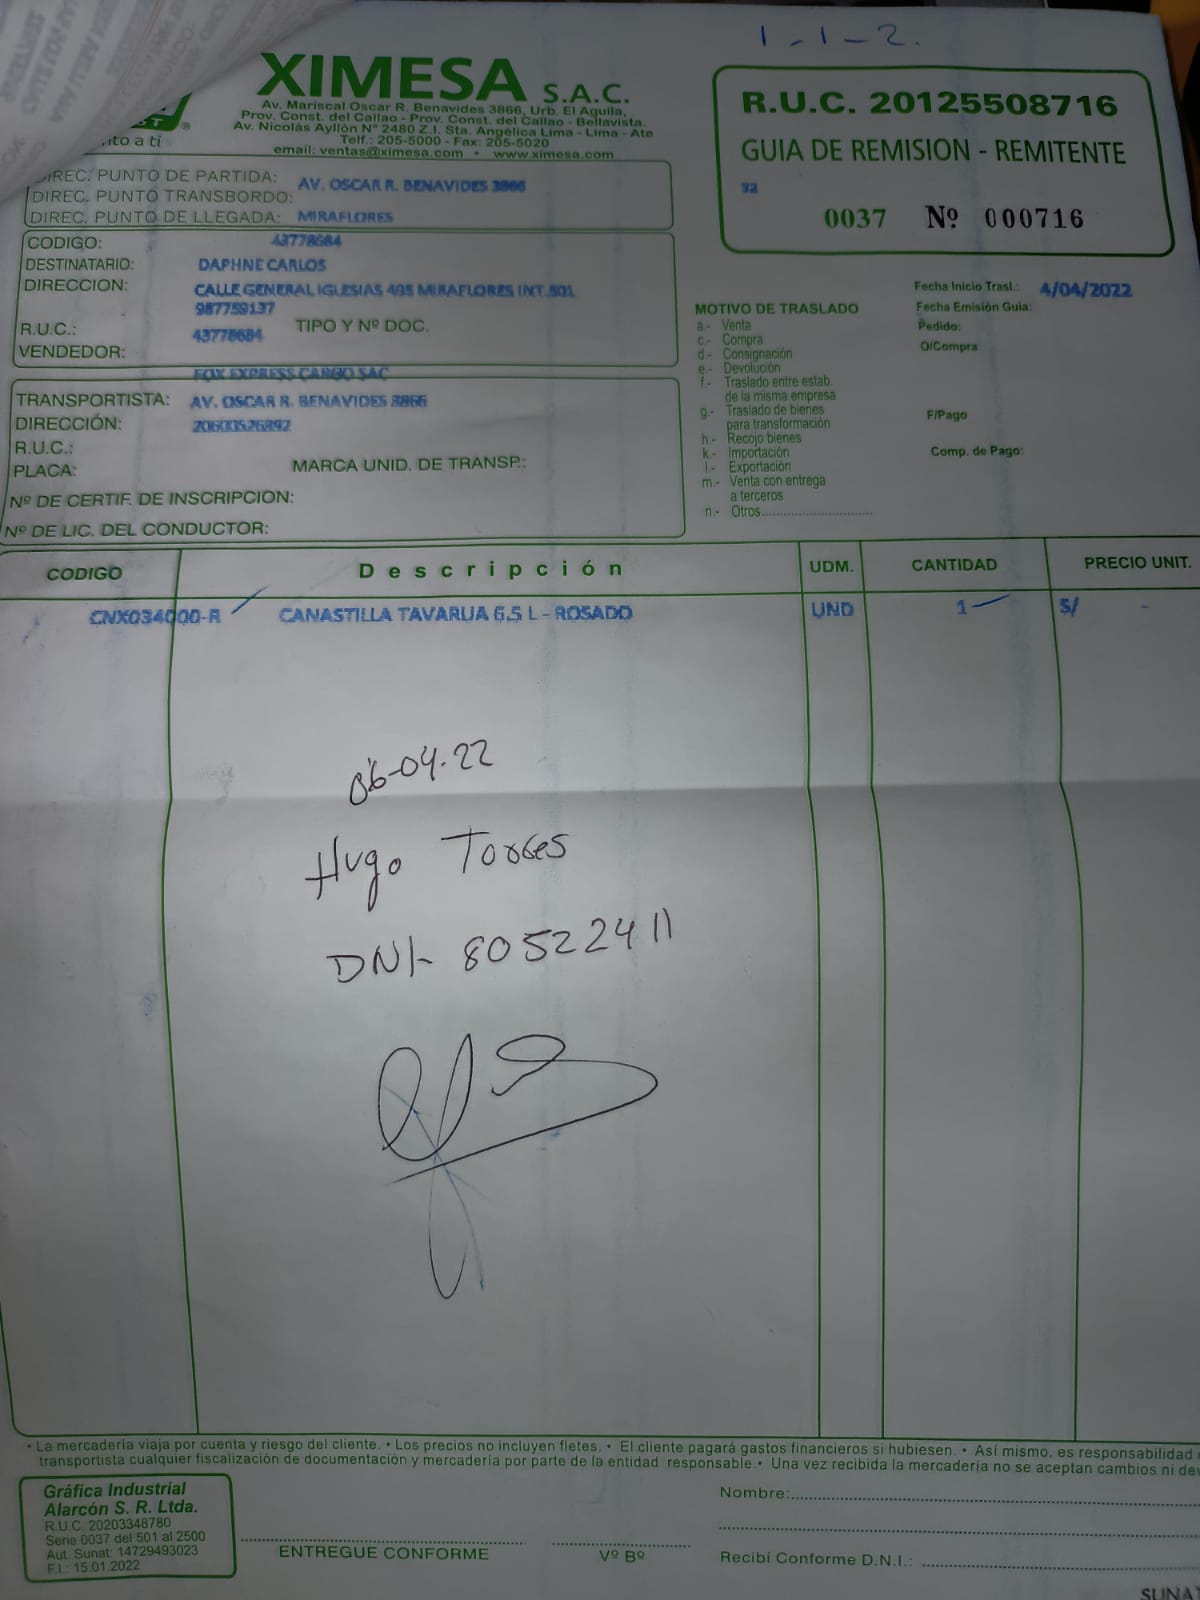 1-1-2.
XIMESA S.A.C.
Av. Mariscal Oscar R. Benavides 3866, Urb. El Aguila,
Prov. Const. del Callao - Prov. Const. del Callao - Bellavista.
Av. Nicolás Ayllón Nº 2480 Z.I. Sta. Angélica Lima - Lima - Ate
Telf.: 205-5000 - Fax: 205-5020
email: ventas@ximesa.com • www.ximesa.com
nto a ti
R.U.C. 20125508716
GUIA DE REMISION - REMITENTE
32
0037 Nº 000716
DIREC. PUNTO DE PARTIDA: AV. OSCAR R. BENAVIDES 3866
DIREC. PUNTO TRANSBORDO:
DIREC. PUNTO DE LLEGADA: MIRAFLORES
CODIGO: 43778684
DESTINATARIO: DAPHNE CARLOS
DIRECCION: CALLE GENERAL IGLESIAS 495 MIRAFLORES INT.501
987759137
R.U.C.: 43778684 TIPO Y Nº DOC.
VENDEDOR:
FOX EXPRESS CARGO SAC
TRANSPORTISTA: AV. OSCAR R. BENAVIDES 3866
DIRECCIÓN: 20600526892
R.U.C.:
PLACA: MARCA UNID. DE TRANSP.:
Nº DE CERTIF. DE INSCRIPCION:
Nº DE LIC. DEL CONDUCTOR:
MOTIVO DE TRASLADO
a.- Venta
c.- Compra
d.- Consignación
e.- Devolución
f.- Traslado entre estab.
de la misma empresa
g.- Traslado de bienes
para transformación
h.- Recojo bienes
k.- Importación
l.- Exportación
m.- Venta con entrega
a terceros
n.- Otros..............................
Fecha Inicio Trasl.: 4/04/2022
Fecha Emisión Guia:
Pedido:
O/Compra
F/Pago
Comp. de Pago:
CODIGO Descripción UDM. CANTIDAD PRECIO UNIT.
CNX034000-R CANASTILLA TAVARUA 6.5 L - ROSADO UND 1 S/ -
06-04-22
Hugo Torres
DNI- 80522411
• La mercadería viaja por cuenta y riesgo del cliente. • Los precios no incluyen fletes. • El cliente pagará gastos financieros si hubiesen. • Así mismo, es responsabilidad
transportista cualquier fiscalización de documentación y mercadería por parte de la entidad responsable. • Una vez recibida la mercadería no se aceptan cambios ni dev
Gráfica Industrial
Alarcón S. R. Ltda.
R.U.C. 20203348780
Serie 0037 del 501 al 2500
Aut. Sunat: 14729493023
F.I.: 15.01.2022
ENTREGUE CONFORME
Vº Bº
Nombre:
Recibí Conforme D.N.I.:
SUNAT